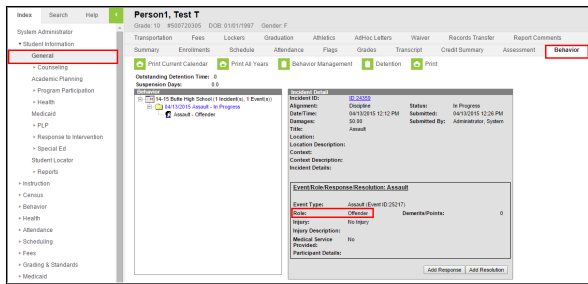 Index Search Help <
System Administrator
Student Information
General
Counseling
Academic Planning
Program Participation
Health
Medicaid
PLP
Response to Intervention
Special Ed
Student Locator
Reports
Instruction
Census
Behavior
Health
Attendance
Scheduling
Fees
Grading & Standards
Medicaid
Person1, Test T
Grade: 10 #500720305 DOB: 01/01/1997 Gender: F
Transportation Fees Lockers Graduation Athletics AdHoc Letters Waiver Records Transfer Report Comments
Summary Enrollments Schedule Attendance Flags Grades Transcript Credit Summary Assessment Behavior
Print Current Calendar Print All Years Behavior Management Detention Print
Outstanding Detention Time: 0
Suspension Days: 0.0
Behavior
14-15 Butte High School (1 Incident(s), 1 Event(s))
04/13/2015 Assault - In Progress
Assault - Offender
Incident Detail
Incident ID: ID 24359
Alignment: Discipline Status: In Progress
Date/Time: 04/13/2015 12:12 PM Submitted: 04/13/2015 12:26 PM
Damages: $0.00 Submitted By: Administrator, System
Title: Assault
Location:
Location Description:
Context:
Context Description:
Incident Details:
Event/Role/Response/Resolution: Assault
Event Type: Assault (Event ID:25217)
Role: Offender Demerits/Points: 0
Injury: No Injury
Injury Description:
Medical Service Provided: No
Participant Details:
Add Response Add Resolution